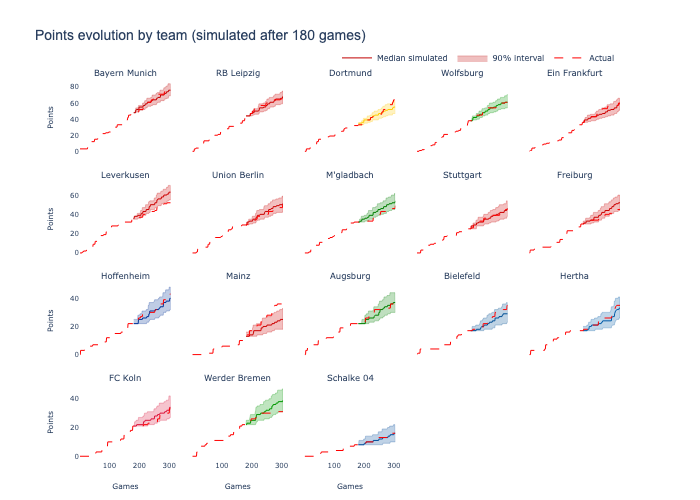 Points evolution by team (simulated after 180 games)
Median simulated 90% interval Actual
Bayern Munich RB Leipzig Dortmund Wolfsburg Ein Frankfurt
80
60
40
20
0
Points
Leverkusen Union Berlin M'gladbach Stuttgart Freiburg
60
40
20
0
Points
Hoffenheim Mainz Augsburg Bielefeld Hertha
40
20
0
Points
FC Koln Werder Bremen Schalke 04
40
20
0
Points
100 200 300 100 200 300 100 200 300
Games Games Games